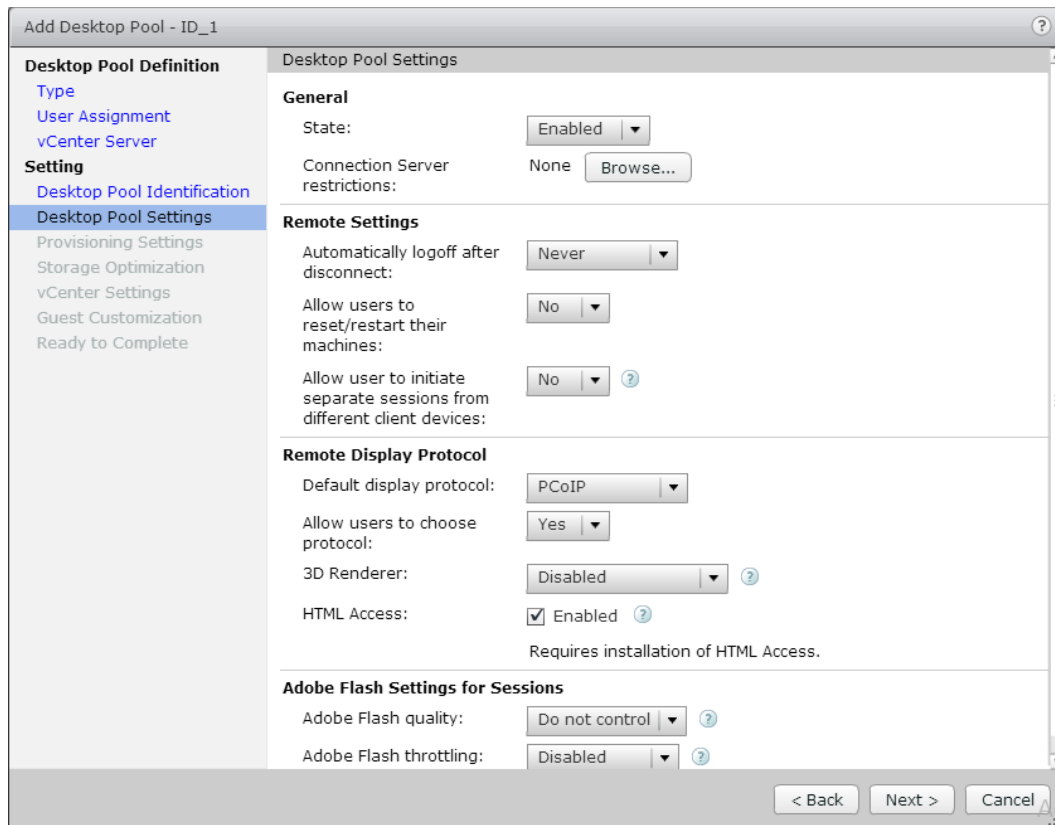 Add Desktop Pool - ID_1
?
Desktop Pool Definition
Type
User Assignment
vCenter Server
Setting
Desktop Pool Identification
Desktop Pool Settings
Provisioning Settings
Storage Optimization
vCenter Settings
Guest Customization
Ready to Complete
Desktop Pool Settings
General
State: Enabled
Connection Server
restrictions: None Browse...
Remote Settings
Automatically logoff after
disconnect: Never
Allow users to
reset/restart their
machines: No
Allow user to initiate
separate sessions from
different client devices: No ?
Remote Display Protocol
Default display protocol: PCoIP
Allow users to choose
protocol: Yes
3D Renderer: Disabled ?
HTML Access: Enabled ?
Requires installation of HTML Access.
Adobe Flash Settings for Sessions
Adobe Flash quality: Do not control ?
Adobe Flash throttling: Disabled ?
< Back Next > Cancel